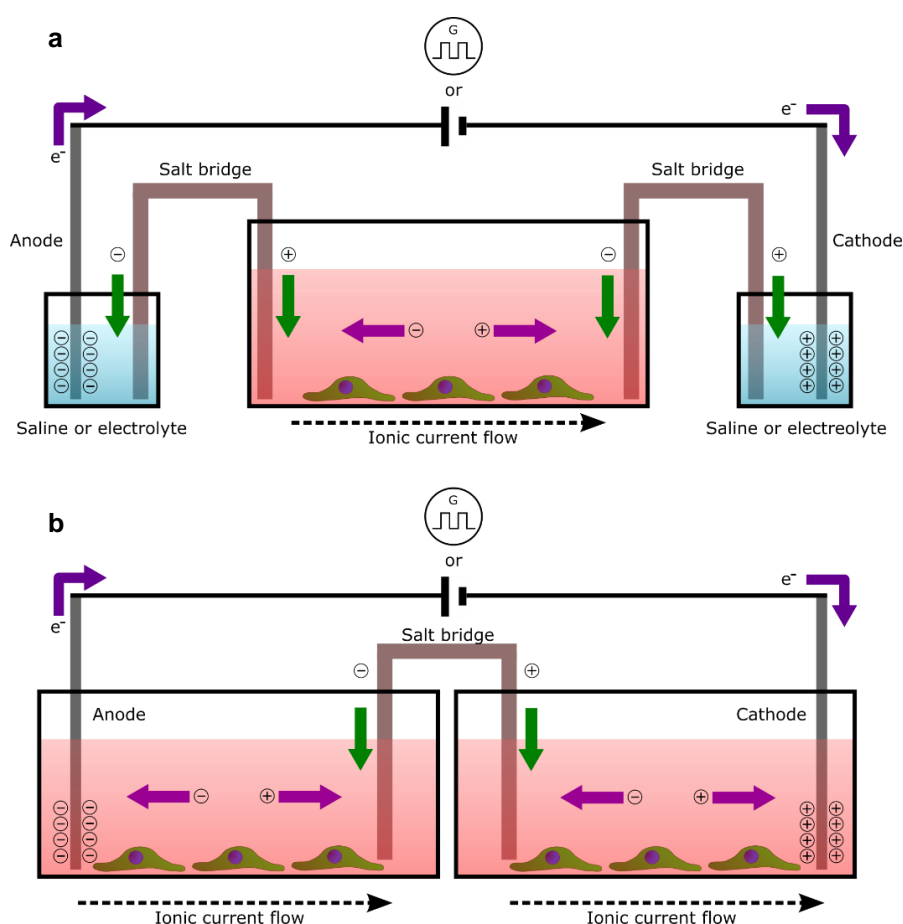 a
G
or
e-
e-
Salt bridge
Salt bridge
Anode
Cathode
Saline or electrolyte
Saline or electreolyte
Ionic current flow
b
G
or
e-
e-
Salt bridge
Anode
Cathode
Ionic current flow
Ionic current flow